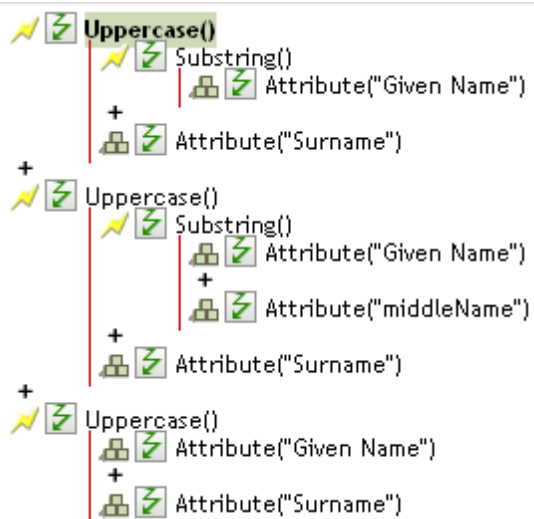 Uppercase()
Substring()
Attribute("Given Name")
+
Attribute("Surname")
+
Uppercase()
Substring()
Attribute("Given Name")
+
Attribute("middleName")
+
Attribute("Surname")
+
Uppercase()
Attribute("Given Name")
+
Attribute("Surname")